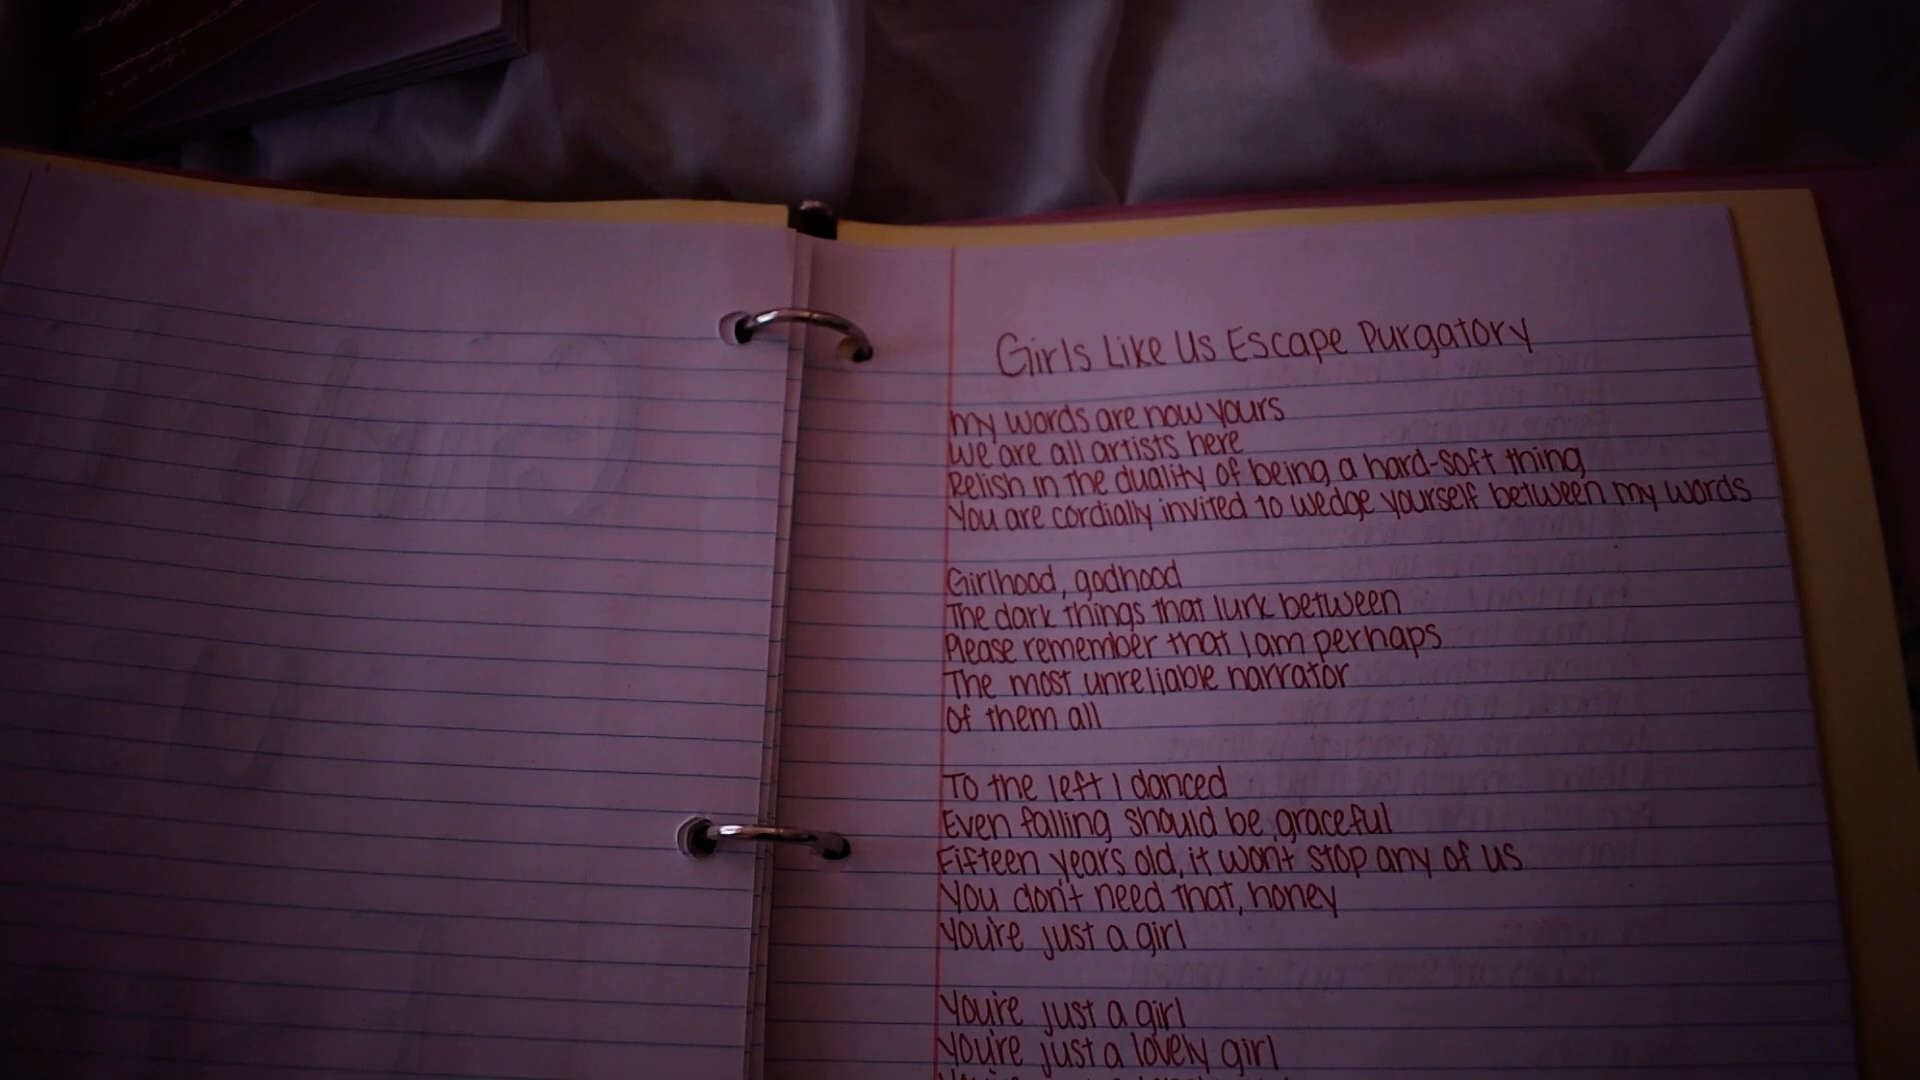 Girls Like Us Escape Purgatory
my words are now yours
we are all artists here
Relish in the duality of being a hard-soft thing
You are cordially invited to wedge yourself between my words
Girlhood, godhood
The dark things that lurk between
Please remember that I am perhaps
The most unreliable narrator
of them all
To the left I danced
Even falling should be graceful
Fifteen years old, it won't stop any of us
You don't need that, honey
You're just a girl
You're just a girl
You're just a lovely girl